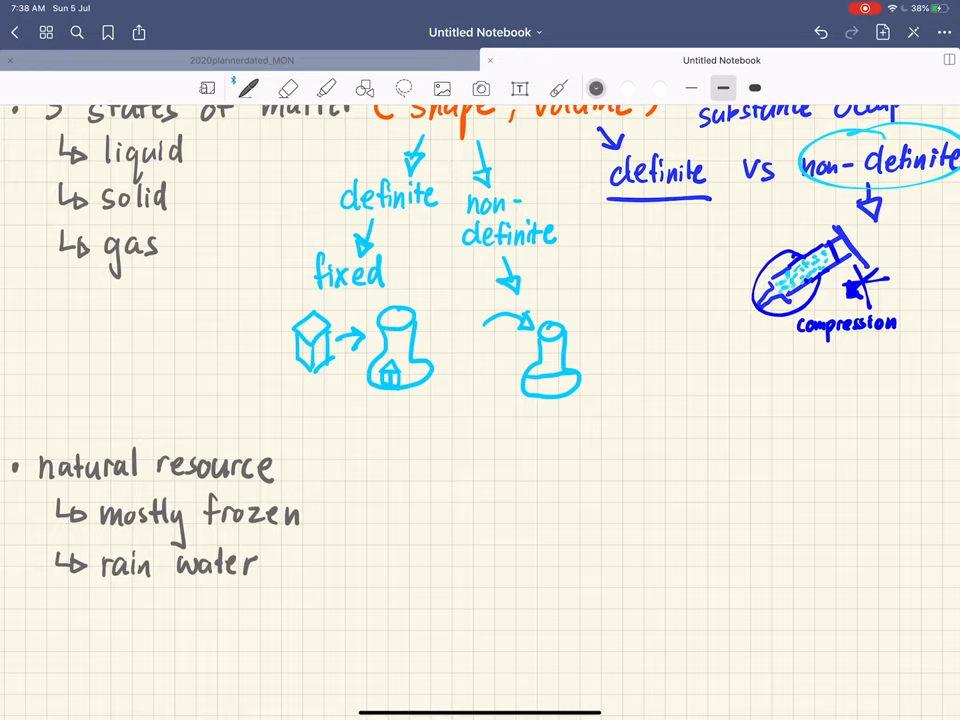 7:38 AM Sun 5 Jul
38%
Untitled Notebook
2020plannerdated_MON
Untitled Notebook
• 3 states of matter ( shape , volume )
substance occup
↳ liquid
↳ solid
↳ gas
definite
non-
definite
fixed
definite vs non-definite
compression
• natural resource
↳ mostly frozen
↳ rain water